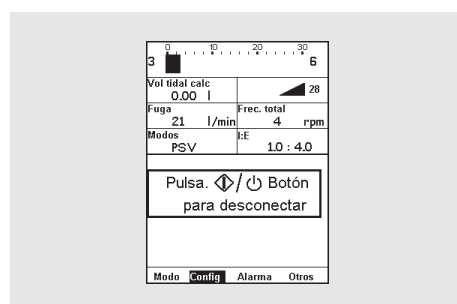 0 10 20 30
3 6
Vol tidal calc
0.00 l
28
Fuga
21 l/min
Frec. total
4 rpm
Modos
PSV
I:E
1.0 : 4.0
Pulsa. / Botón
para desconectar
Modo Config Alarma Otros